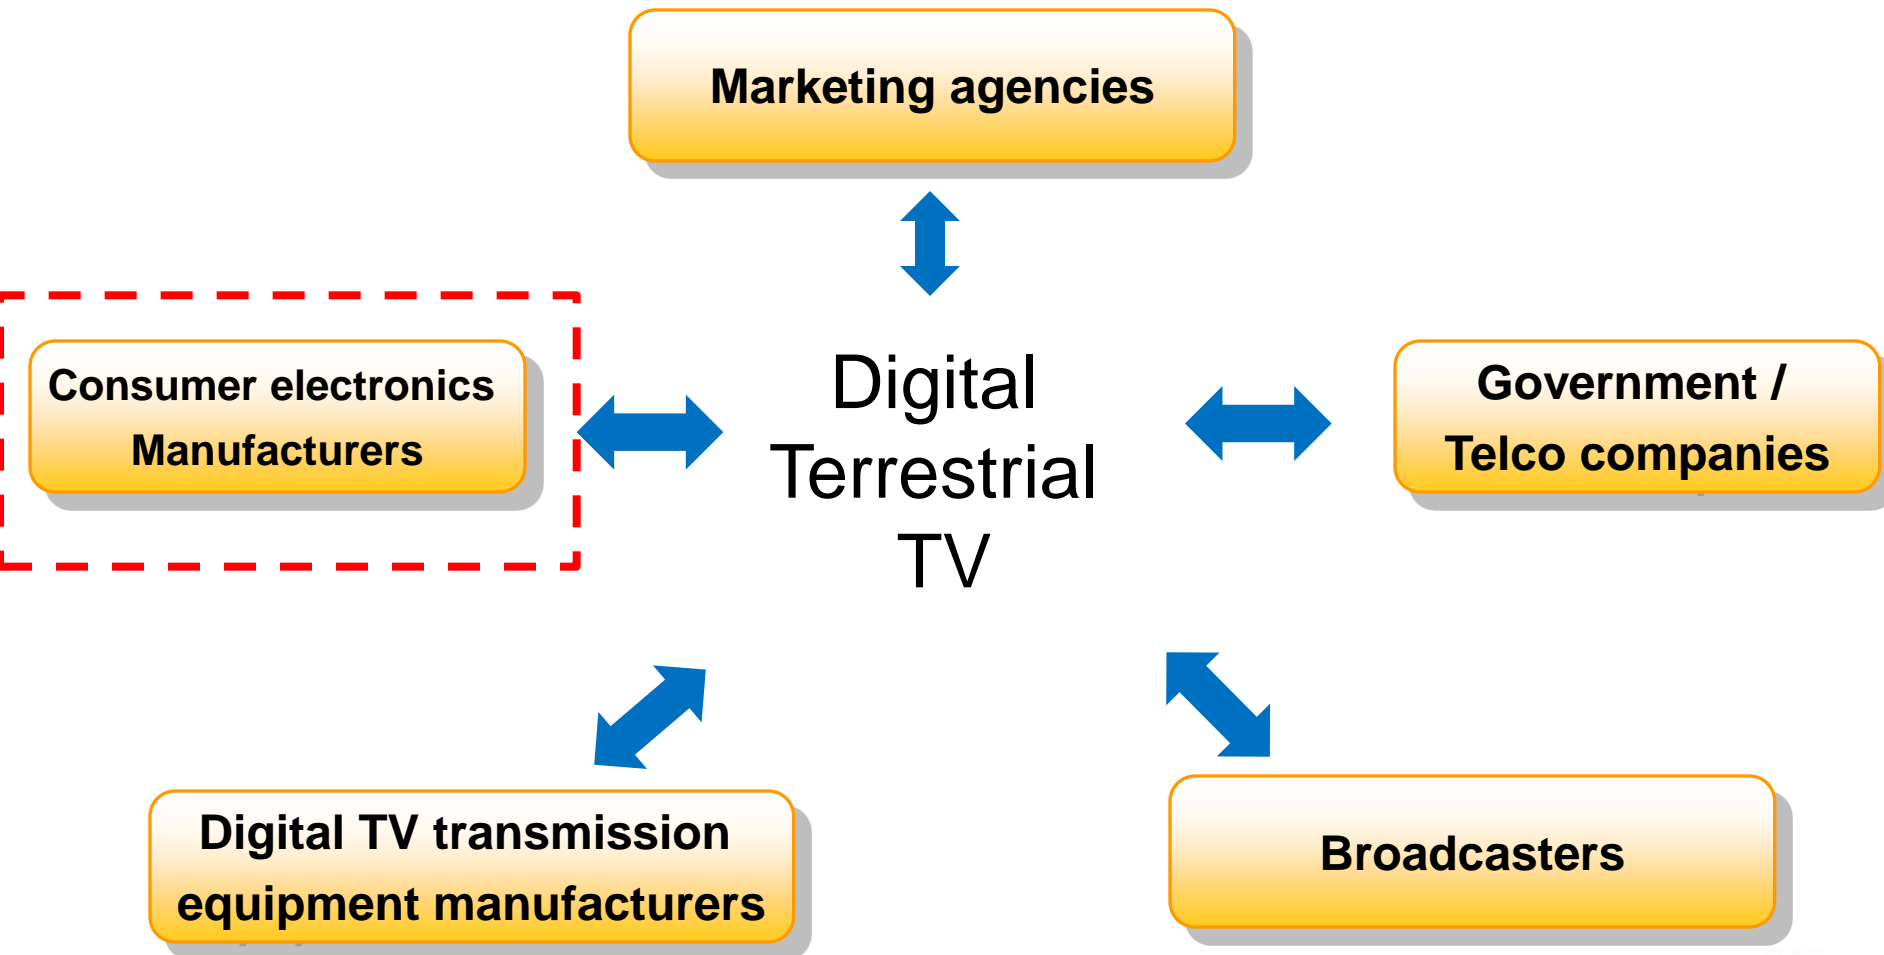 Marketing agencies
Consumer electronics
Manufacturers
Digital
Terrestrial
TV
Government /
Telco companies
Digital TV transmission
equipment manufacturers
Broadcasters